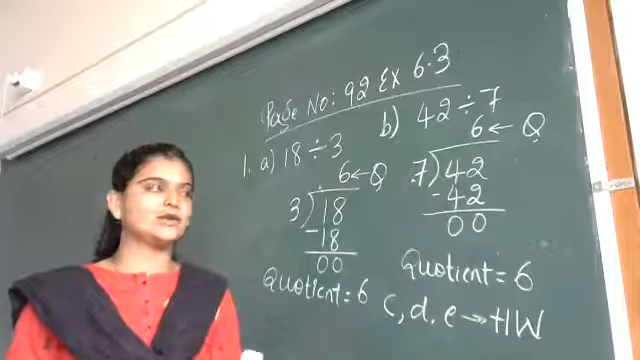 Page No: 92 Ex 6.3
1. a) 18 ÷ 3
6 ← Q
3)18
-18
00
Quotient = 6
b) 42 ÷ 7
6 ← Q
7)42
-42
00
Quotient = 6
c, d, e → HW